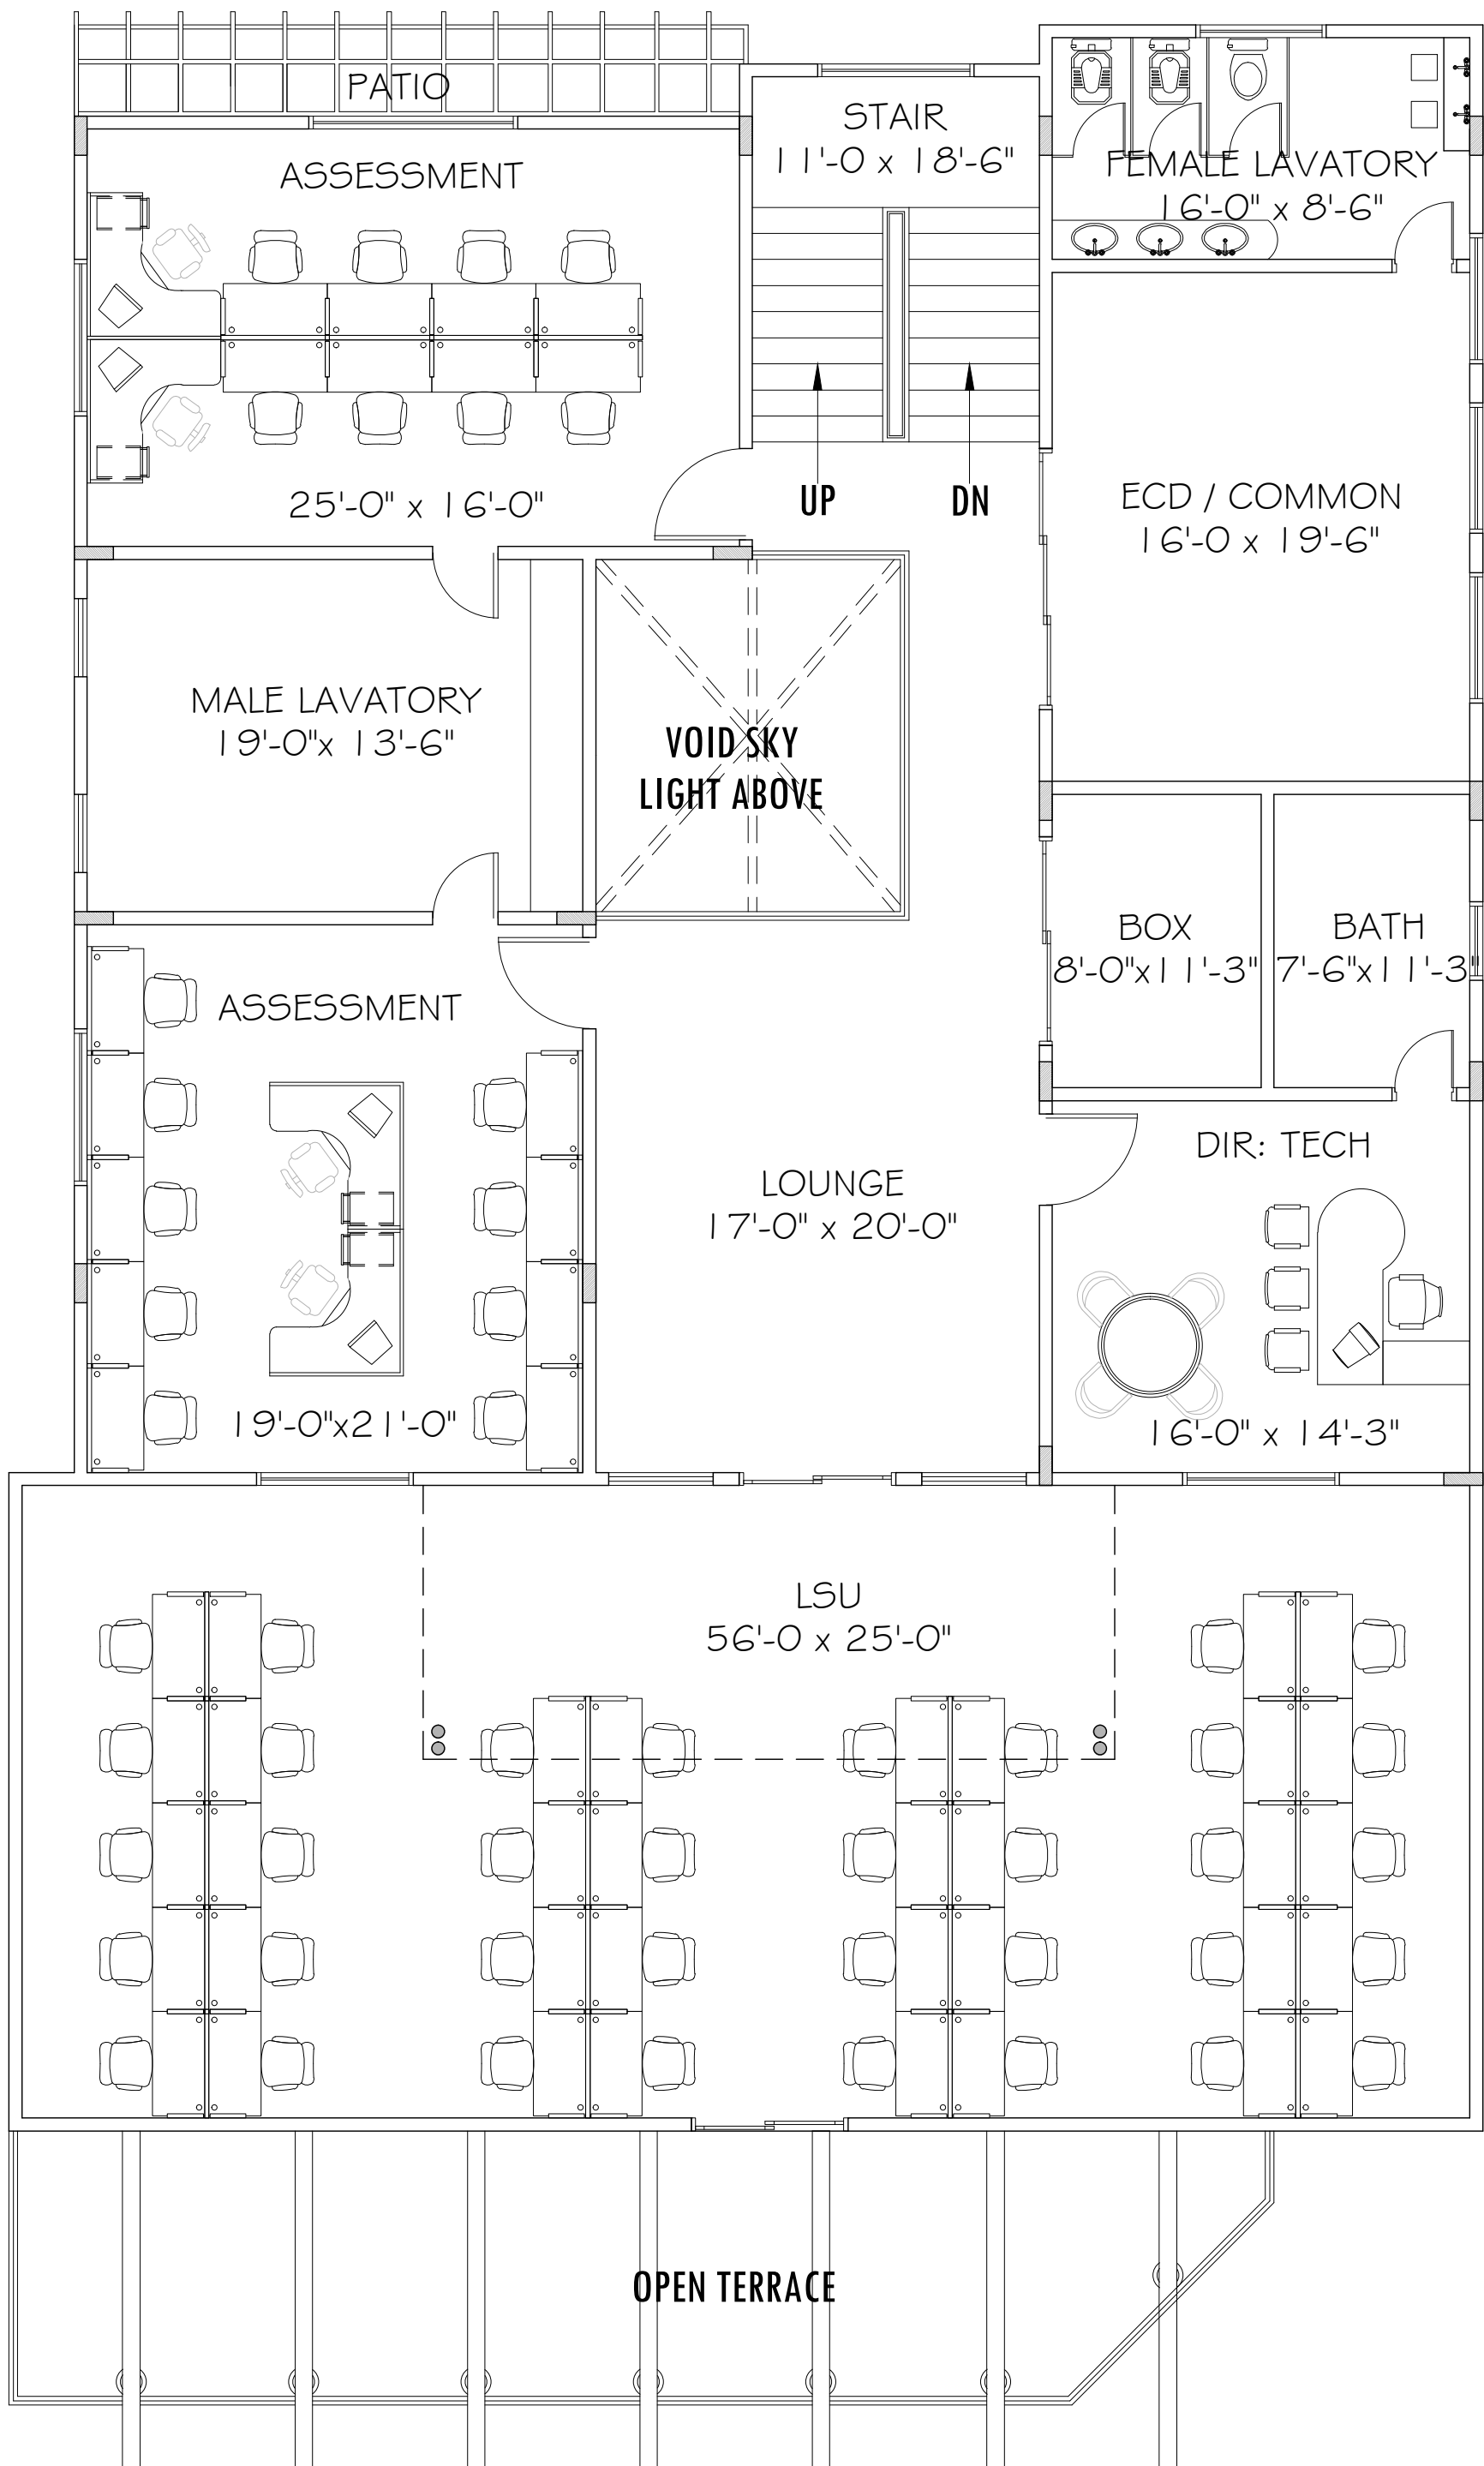 PATIO
ASSESSMENT
25'-0" x 16'-0"
STAIR
11'-0 x 18'-6"
FEMALE LAVATORY
16'-0" x 8'-6"
UP
DN
ECD / COMMON
16'-0 x 19'-6"
MALE LAVATORY
19'-0"x 13'-6"
VOID SKY
LIGHT ABOVE
BOX
8'-0"x11'-3"
BATH
7'-6"x11'-3"
ASSESSMENT
19'-0"x21'-0"
LOUNGE
17'-0" x 20'-0"
DIR: TECH
16'-0" x 14'-3"
LSU
56'-0 x 25'-0"
OPEN TERRACE